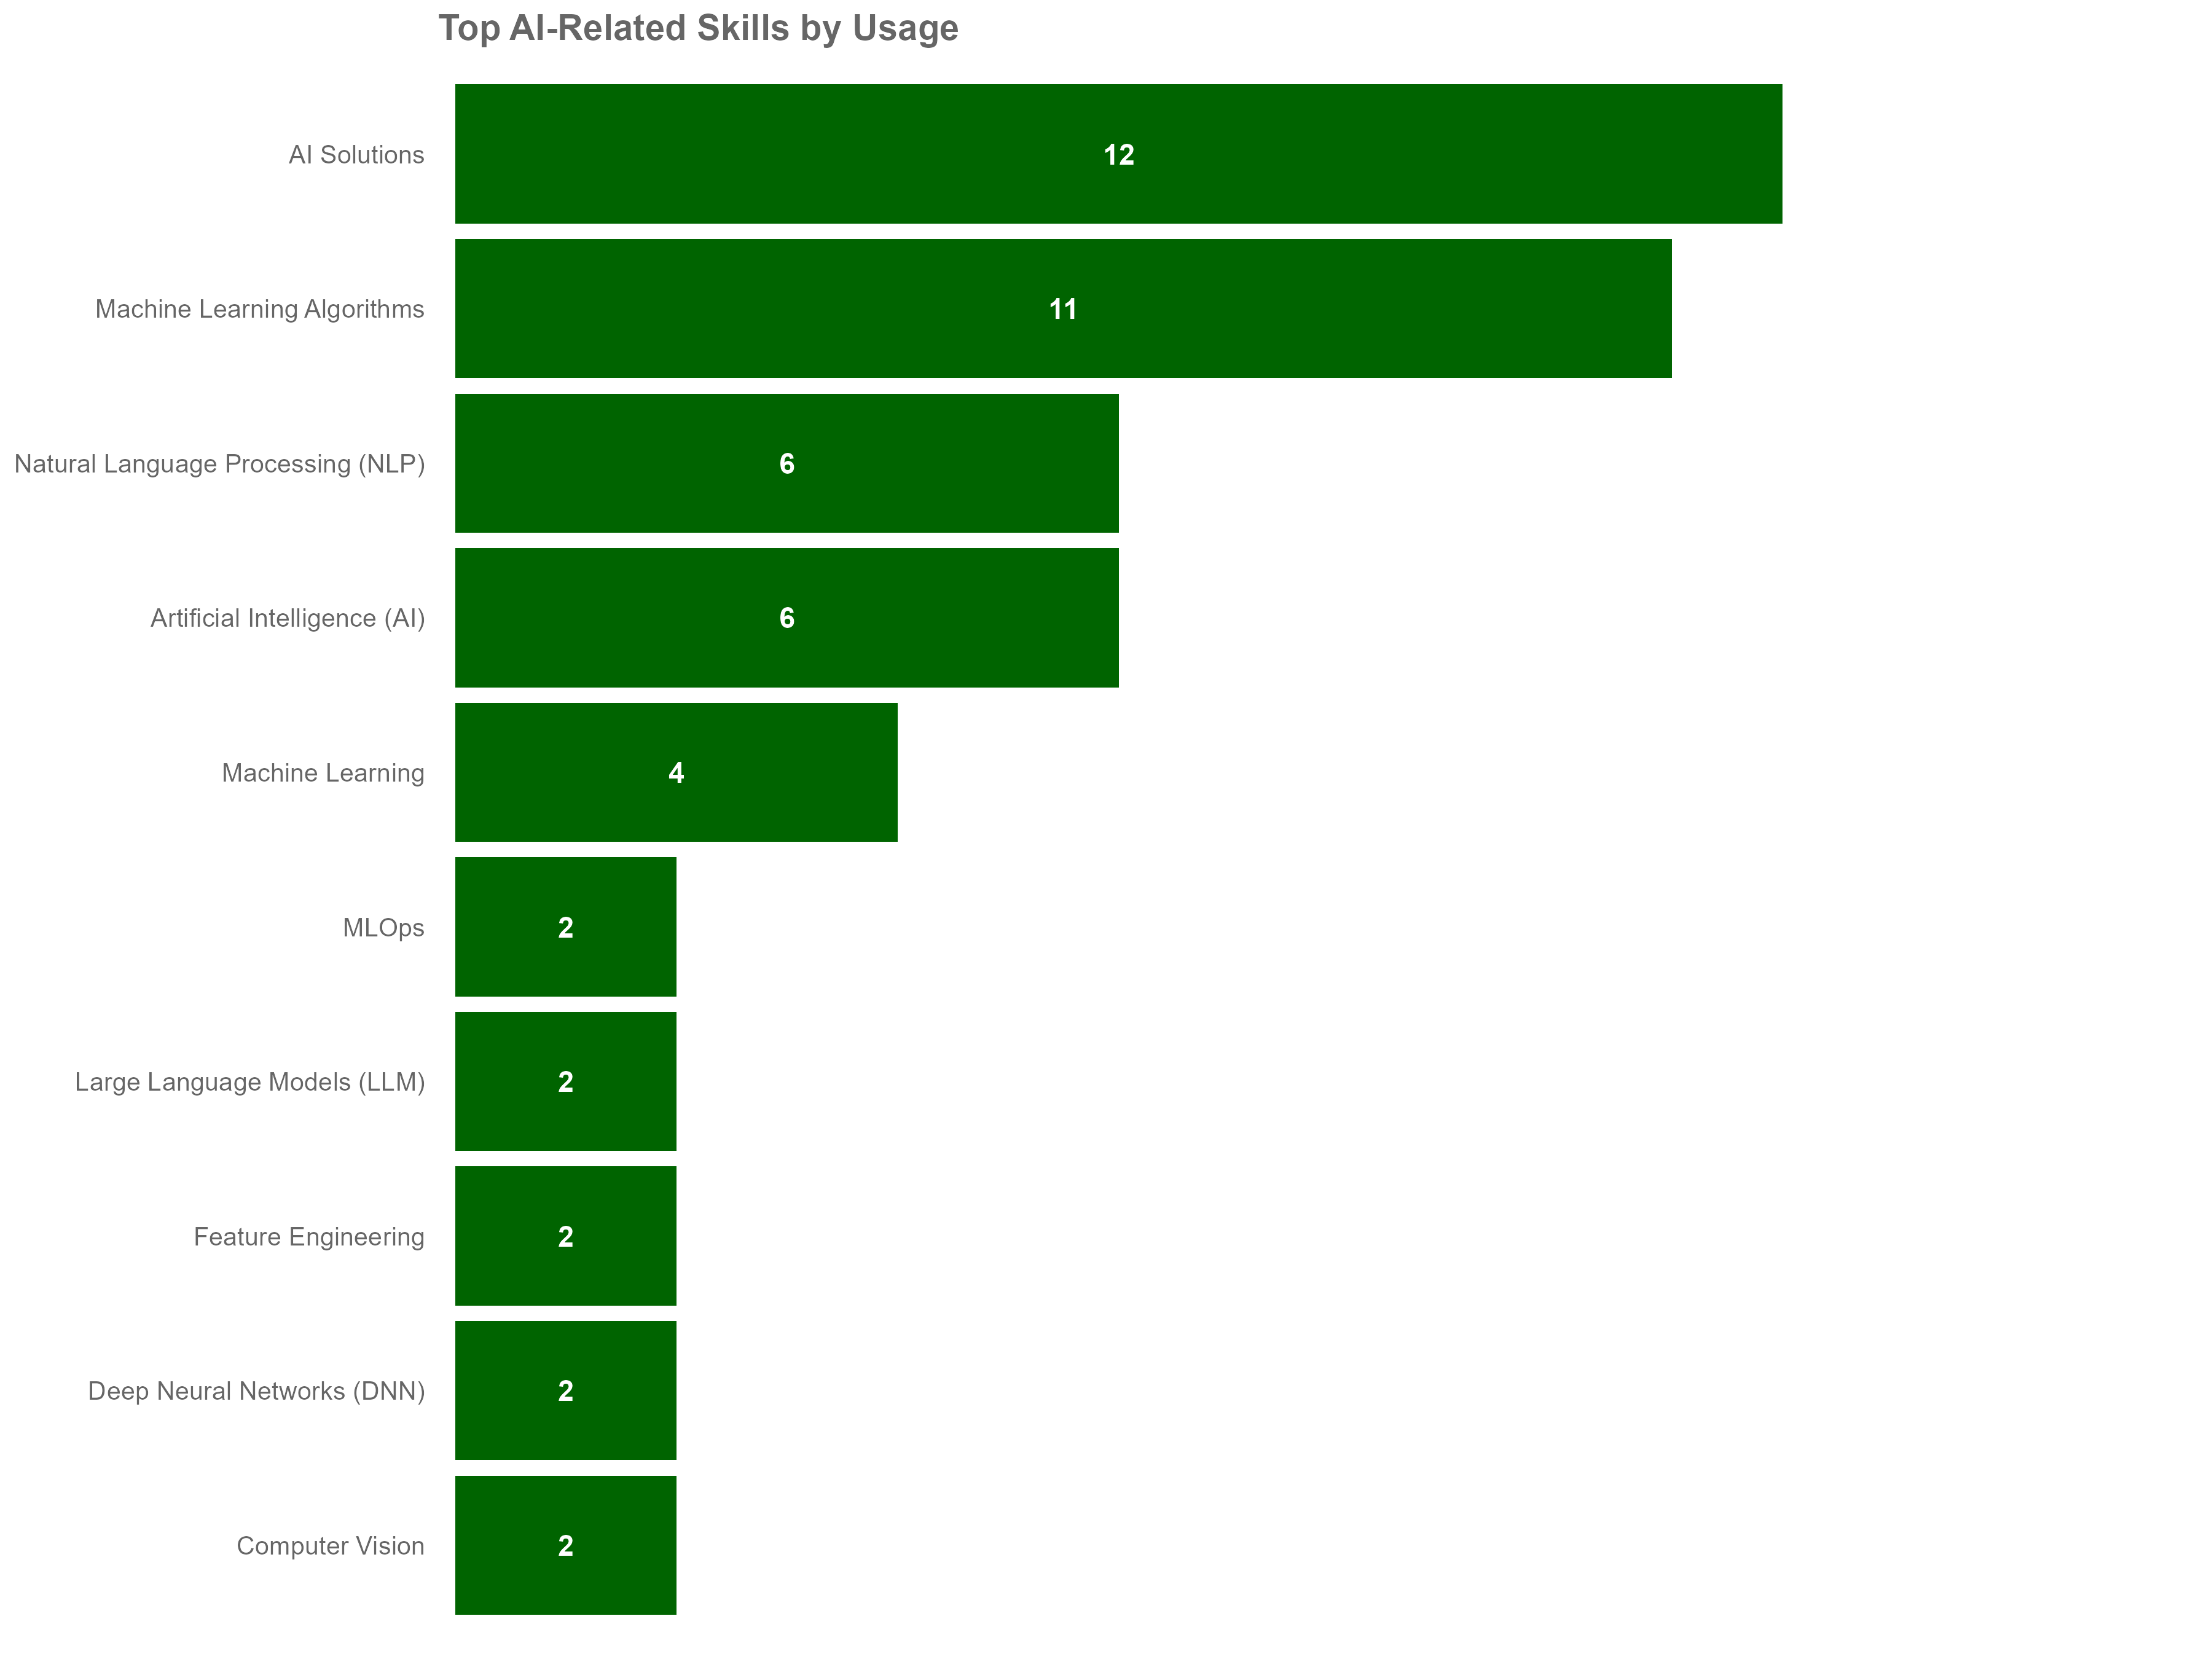 Top AI-Related Skills by Usage
AI Solutions 12
Machine Learning Algorithms 11
Natural Language Processing (NLP) 6
Artificial Intelligence (AI) 6
Machine Learning 4
MLOps 2
Large Language Models (LLM) 2
Feature Engineering 2
Deep Neural Networks (DNN) 2
Computer Vision 2